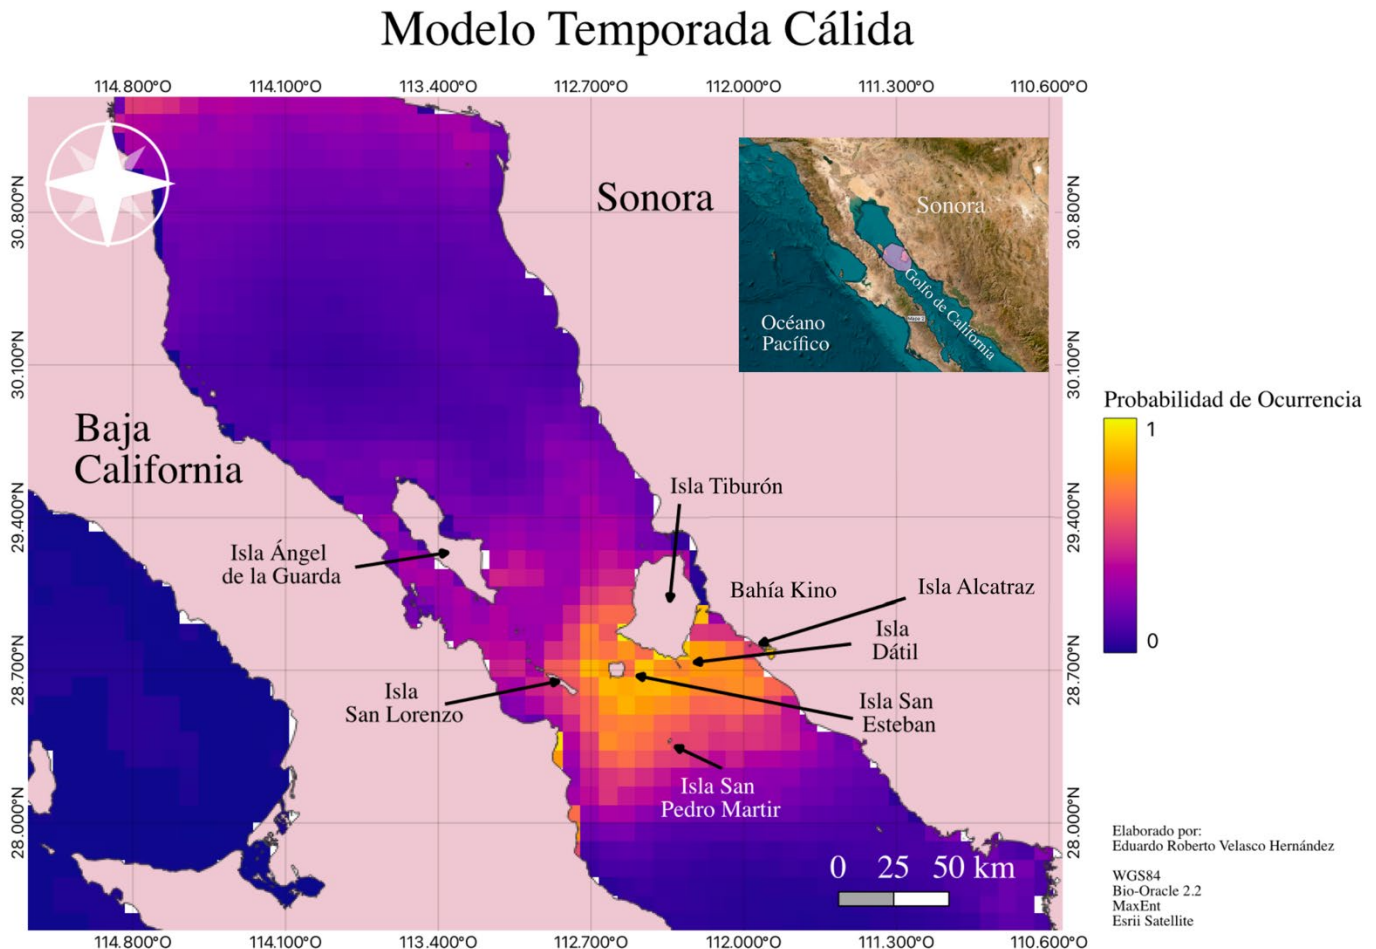 Modelo Temporada Cálida
114.800°O 114.100°O 113.400°O 112.700°O 112.000°O 111.300°O 110.600°O
30.800°N
30.100°N
29.400°N
28.700°N
28.000°N
Sonora
Baja
California
Sonora
Golfo de California
Océano
Pacífico
30.800°N
30.100°N
29.400°N
28.700°N
28.000°N
Isla Tiburón
Isla Ángel
de la Guarda
Bahía Kino
Isla Alcatraz
Isla
Dátil
Isla
San Lorenzo
Isla San
Esteban
Isla San
Pedro Martir
0 25 50 km
114.800°O 114.100°O 113.400°O 112.700°O 112.000°O 111.300°O 110.600°O
Probabilidad de Ocurrencia
1
0
Elaborado por:
Eduardo Roberto Velasco Hernández
WGS84
Bio-Oracle 2.2
MaxEnt
Esrii Satellite